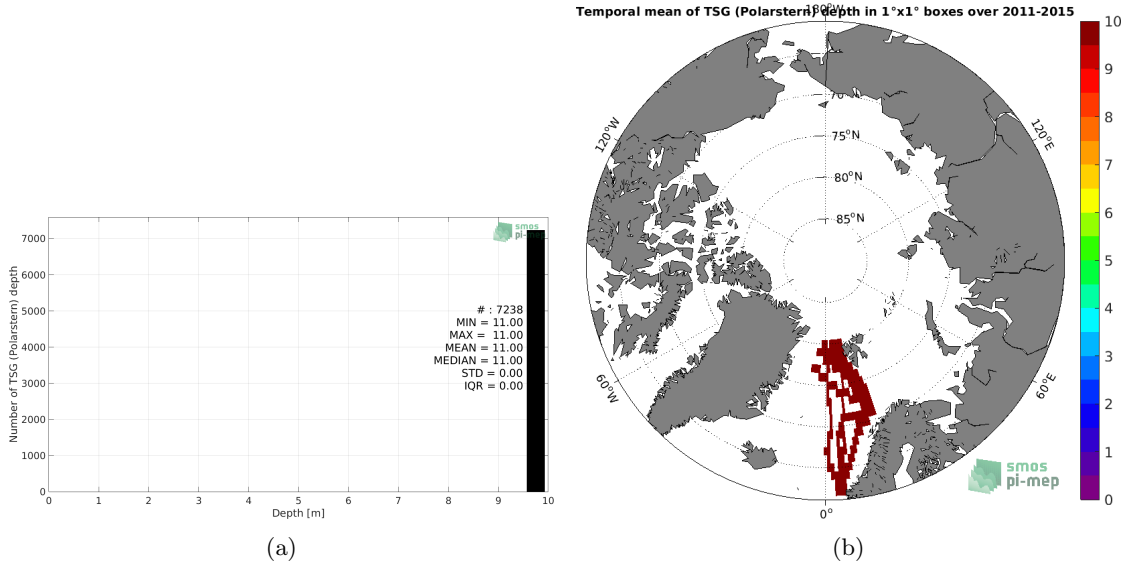 7000
6000
5000
4000
3000
2000
1000
0
Number of TSG (Polarstern) depth
smos
pi-mep
# : 7238
MIN = 11.00
MAX = 11.00
MEAN = 11.00
MEDIAN = 11.00
STD = 0.00
IQR = 0.00
0 1 2 3 4 5 6 7 8 9 10
Depth [m]
(a)
Temporal mean of TSG (Polarstern) depth in 1°x1° boxes over 2011-2015
180°W
120°W
120°E
70°N
75°N
80°N
85°N
60°W
60°E
0°
smos
pi-mep
10
9
8
7
6
5
4
3
2
1
0
(b)